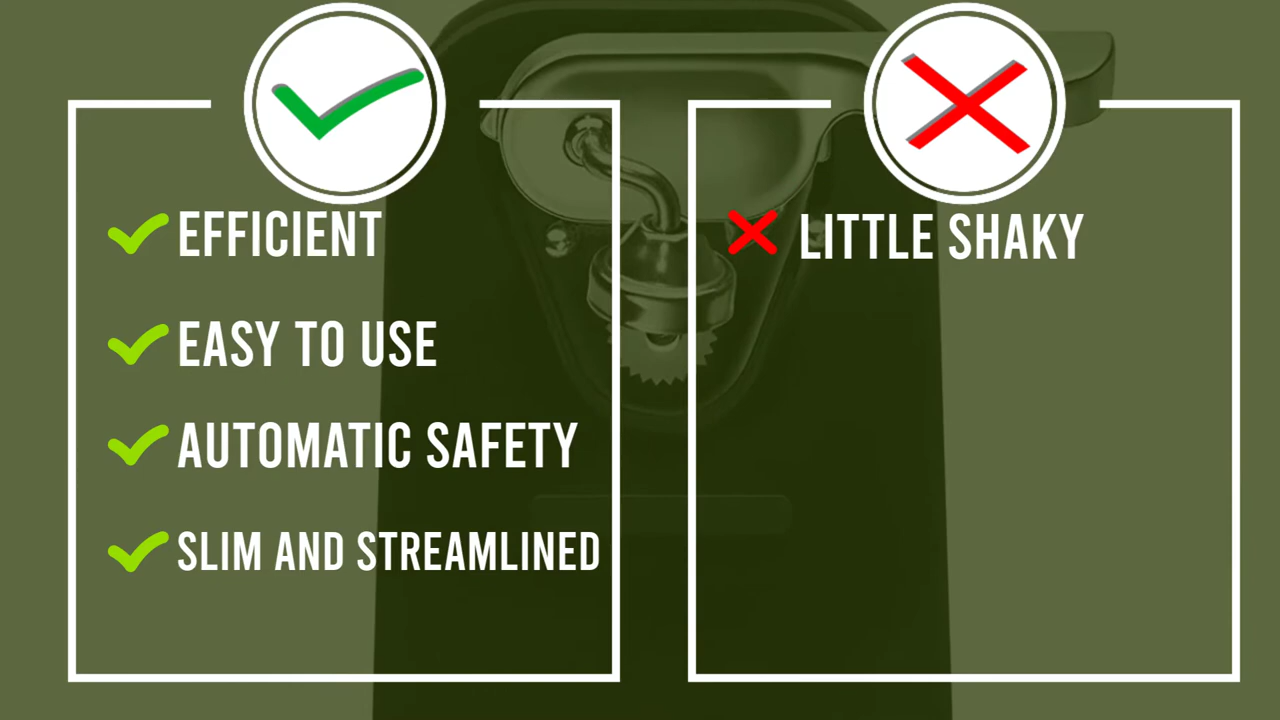 EFFICIENT
EASY TO USE
AUTOMATIC SAFETY
SLIM AND STREAMLINED
LITTLE SHAKY